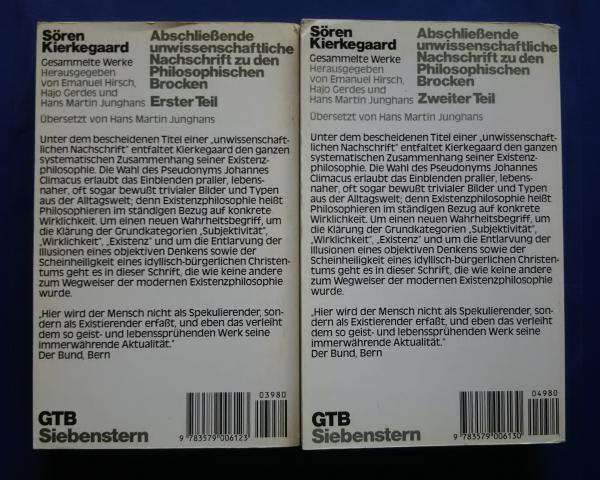 Sören
Kierkegaard
Gesammelte Werke
Herausgegeben
von Emanuel Hirsch,
Hajo Gerdes und
Hans Martin Junghans
Abschließende
unwissenschaftliche
Nachschrift zu den
Philosophischen
Brocken
Erster Teil
Übersetzt von Hans Martin Junghans
Unter dem bescheidenen Titel einer „unwissenschaft-
lichen Nachschrift" entfaltet Kierkegaard den ganzen
systematischen Zusammenhang seiner Existenz-
philosophie. Die Wahl des Pseudonyms Johannes
Climacus erlaubt das Einblenden praller, lebens-
naher, oft sogar bewußt trivialer Bilder und Typen
aus der Alltagswelt; denn Existenzphilosophie heißt
Philosophieren im ständigen Bezug auf konkrete
Wirklichkeit. Um einen neuen Wahrheitsbegriff, um
die Klärung der Grundkategorien „Subjektivität",
„Wirklichkeit", „Existenz" und um die Entlarvung der
Illusionen eines objektiven Denkens sowie der
Scheinheiligkeit eines idyllisch-bürgerlichen Christen-
tums geht es in dieser Schrift, die wie keine andere
zum Wegweiser der modernen Existenzphilosophie
wurde.
„Hier wird der Mensch nicht als Spekulierender, son-
dern als Existierender erfaßt, und eben das verleiht
dem so geist- und lebenssprühenden Werk seine
immerwährende Aktualität."
Der Bund, Bern
GTB
Siebenstern
03980
9 783579 006123
Sören
Kierkegaard
Gesammelte Werke
Herausgegeben
von Emanuel Hirsch,
Hajo Gerdes und
Hans Martin Junghans
Abschließende
unwissenschaftliche
Nachschrift zu den
Philosophischen
Brocken
Zweiter Teil
Übersetzt von Hans Martin Junghans
Unter dem bescheidenen Titel einer „unwissenschaft-
lichen Nachschrift" entfaltet Kierkegaard den ganzen
systematischen Zusammenhang seiner Existenz-
philosophie. Die Wahl des Pseudonyms Johannes
Climacus erlaubt das Einblenden praller, lebens-
naher, oft sogar bewußt trivialer Bilder und Typen
aus der Alltagswelt; denn Existenzphilosophie heißt
Philosophieren im ständigen Bezug auf konkrete
Wirklichkeit. Um einen neuen Wahrheitsbegriff, um
die Klärung der Grundkategorien „Subjektivität",
„Wirklichkeit", „Existenz" und um die Entlarvung der
Illusionen eines objektiven Denkens sowie der
Scheinheiligkeit eines idyllisch-bürgerlichen Christen-
tums geht es in dieser Schrift, die wie keine andere
zum Wegweiser der modernen Existenzphilosophie
wurde.
„Hier wird der Mensch nicht als Spekulierender, son-
dern als Existierender erfaßt, und eben das verleiht
dem so geist- und lebenssprühenden Werk seine
immerwährende Aktualität."
Der Bund, Bern
GTB
Siebenstern
04980
9 783579 006130